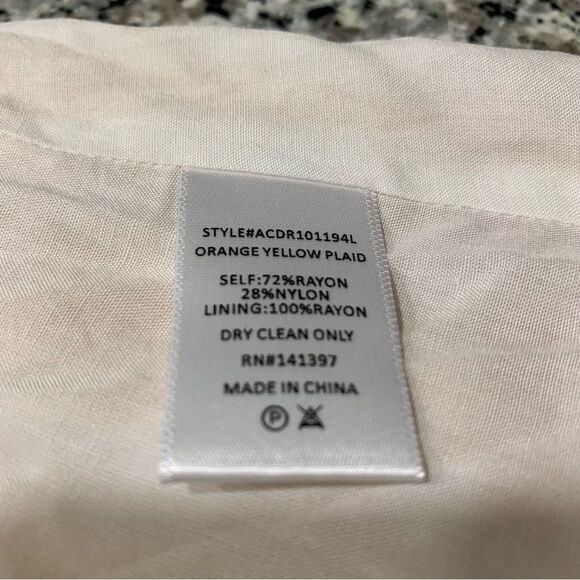 STYLE#ACDR101194L
ORANGE YELLOW PLAID
SELF:72%RAYON
28%NYLON
LINING:100%RAYON
DRY CLEAN ONLY
RN#141397
MADE IN CHINA
P